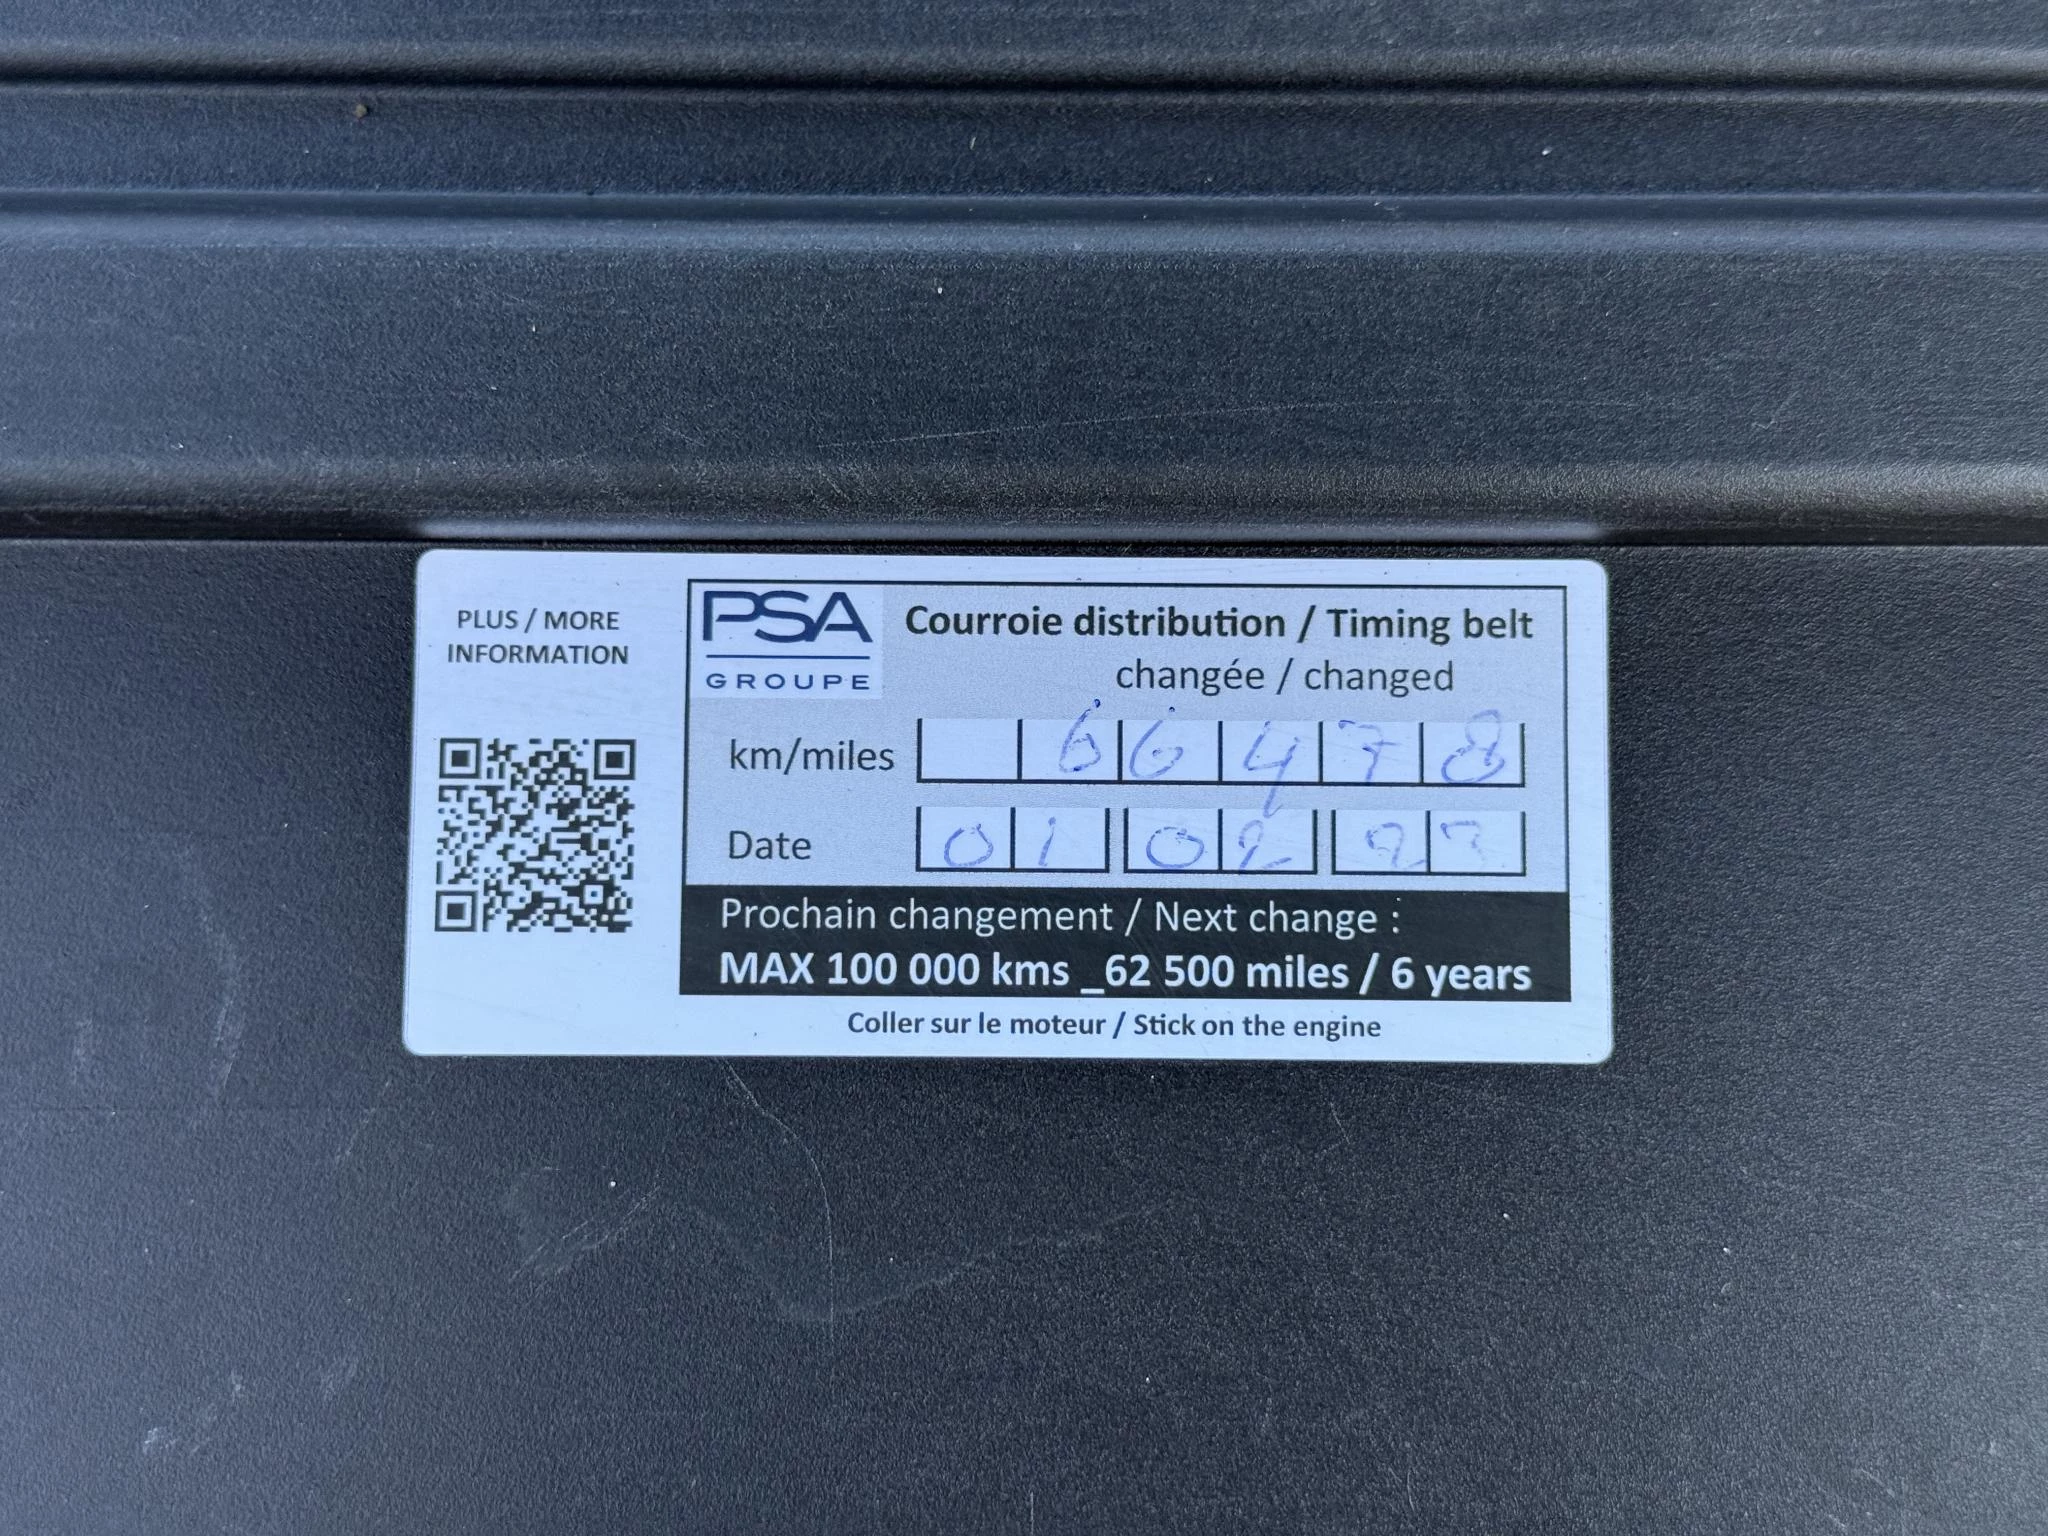 PLUS / MORE
INFORMATION
PSA
GROUPE
Courroie distribution / Timing belt
changée / changed
km/miles 66478
Date 01 02 23
Prochain changement / Next change :
MAX 100 000 kms _62 500 miles / 6 years
Coller sur le moteur / Stick on the engine